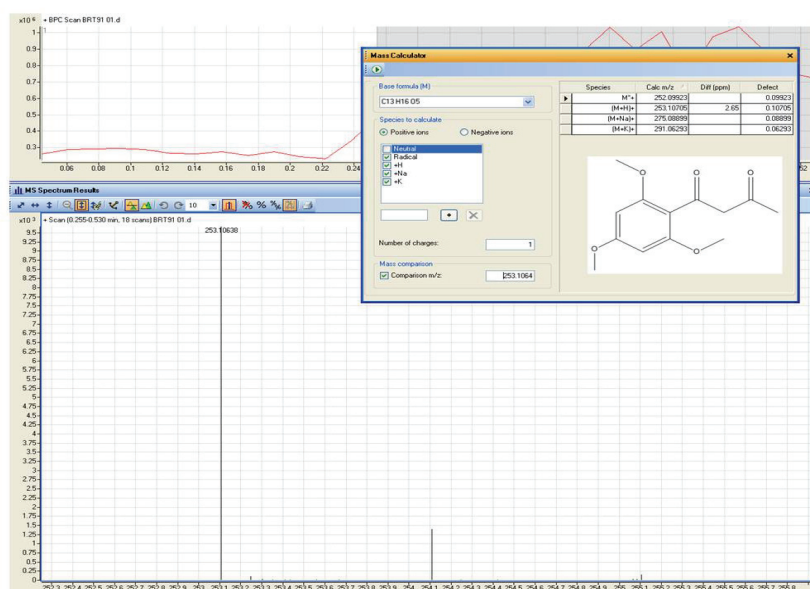 x10 6 + BPC Scan BRT91 01.d
1
1
0.9
0.8
0.7
0.6
0.5
0.4
0.3
0.06 0.08 0.1 0.12 0.14 0.16 0.18 0.2 0.22 0.24
Mass Calculator
Base formula (M)
C13 H16 O5
Species to calculate
Positive ions Negative ions
Neutral
Radical
+H
+Na
+K
Number of charges: 1
Mass comparison
Comparison m/z: 253.1064
Species Calc m/z Diff (ppm) Defect
M*+ 252.09923 0.09923
(M+H)+ 253.10705 2.65 0.10705
(M+Na)+ 275.08899 0.08899
(M+K)+ 291.06293 0.06293
O O O
O O
MS Spectrum Results
10
x10 3 + Scan (0.255-0.530 min, 18 scans) BRT91 01.d
253.10638
9.5
9.25
9
8.75
8.5
8.25
8
7.75
7.5
7.25
7
6.75
6.5
6.25
6
5.75
5.5
5.25
5
4.75
4.5
4.25
4
3.75
3.5
3.25
3
2.75
2.5
2.25
2
1.75
1.5
1.25
1
0.75
0.5
0.25
0